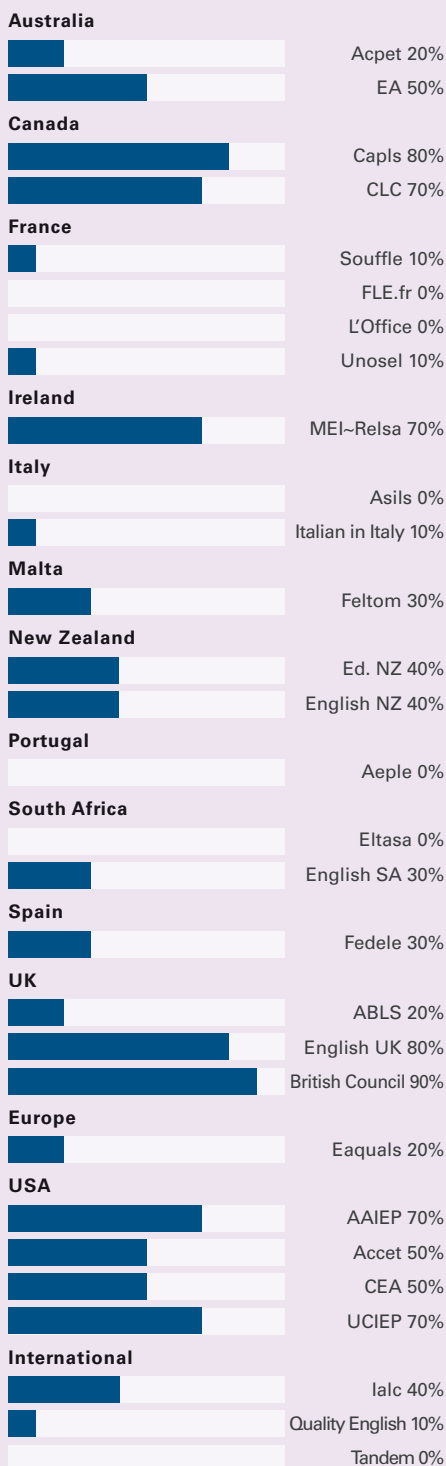 Australia
Acpet 20%
EA 50%
Canada
Capls 80%
CLC 70%
France
Souffle 10%
FLE.fr 0%
L’Office 0%
Unosel 10%
Ireland
MEI~Relsa 70%
Italy
Asils 0%
Italian in Italy 10%
Malta
Feltom 30%
New Zealand
Ed. NZ 40%
English NZ 40%
Portugal
Aeple 0%
South Africa
Eltasa 0%
English SA 30%
Spain
Fedele 30%
UK
ABLS 20%
English UK 80%
British Council 90%
Europe
Eaquals 20%
USA
AAIEP 70%
Accet 50%
CEA 50%
UCIEP 70%
International
Ialc 40%
Quality English 10%
Tandem 0%